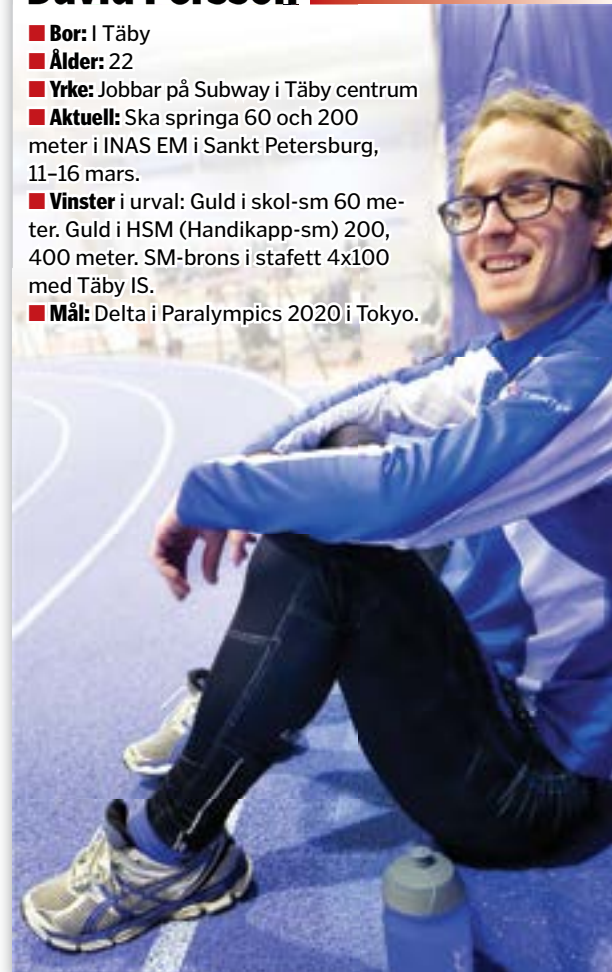 David Persson
■ Bor: I Täby
■ Ålder: 22
■ Yrke: Jobbar på Subway i Täby centrum
■ Aktuell: Ska springa 60 och 200
meter i INAS EM i Sankt Petersburg,
11–16 mars.
■ Vinster i urval: Guld i skol-sm 60 me-
ter. Guld i HSM (Handikapp-sm) 200,
400 meter. SM-brons i stafett 4x100
med Täby IS.
■ Mål: Delta i Paralympics 2020 i Tokyo.